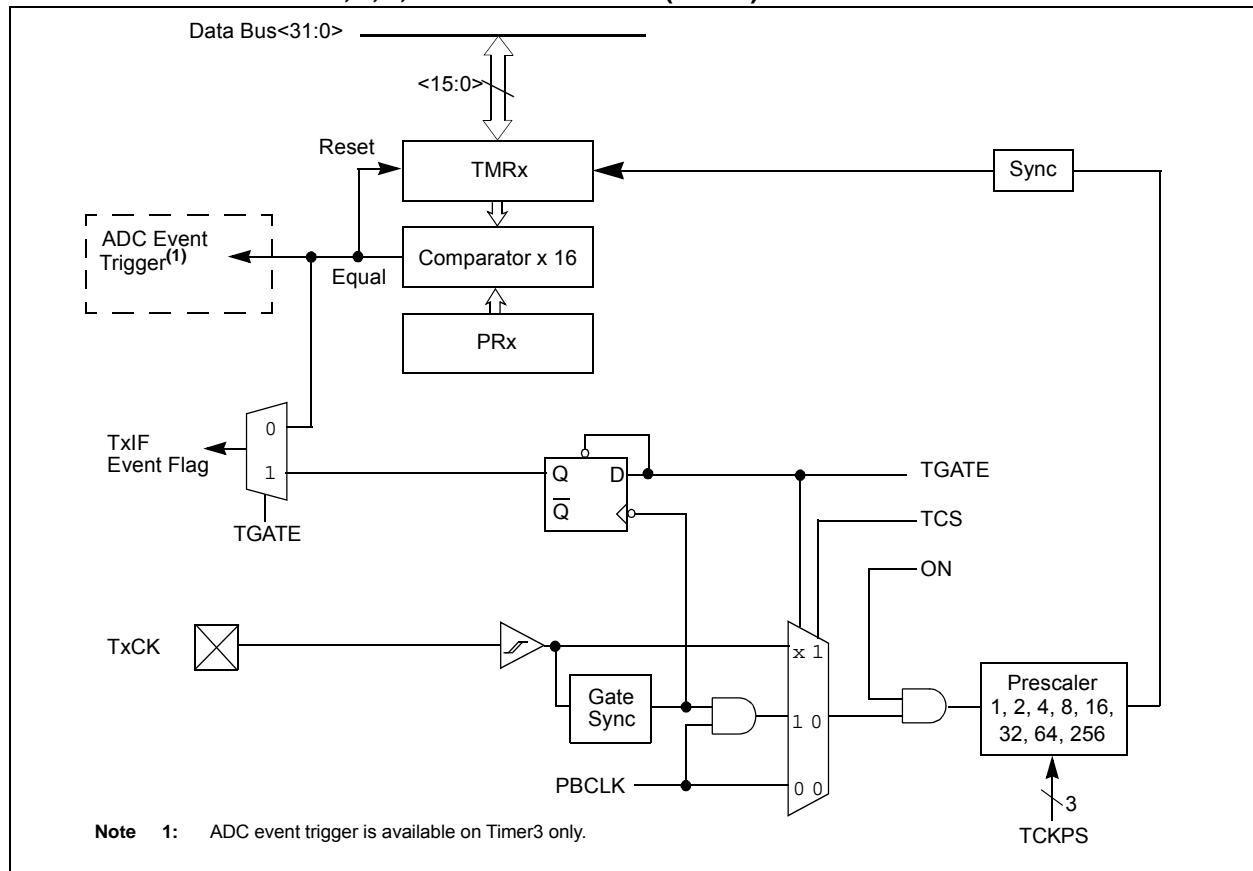 Data Bus<31:0>
<15:0>
Reset
TMRx
Sync
ADC Event
Trigger(1)
Equal
Comparator x 16
PRx
0
1
TxIF
Event Flag
TGATE
Q
D
Q
TGATE
TCS
ON
TxCK
x 1
Gate
Sync
1 0
Prescaler
1, 2, 4, 8, 16,
32, 64, 256
PBCLK
0 0
3
TCKPS
Note 1: ADC event trigger is available on Timer3 only.